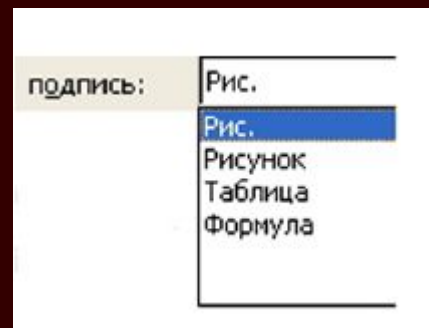 подпись: Рис.
Рис.
Рисунок
Таблица
Формула